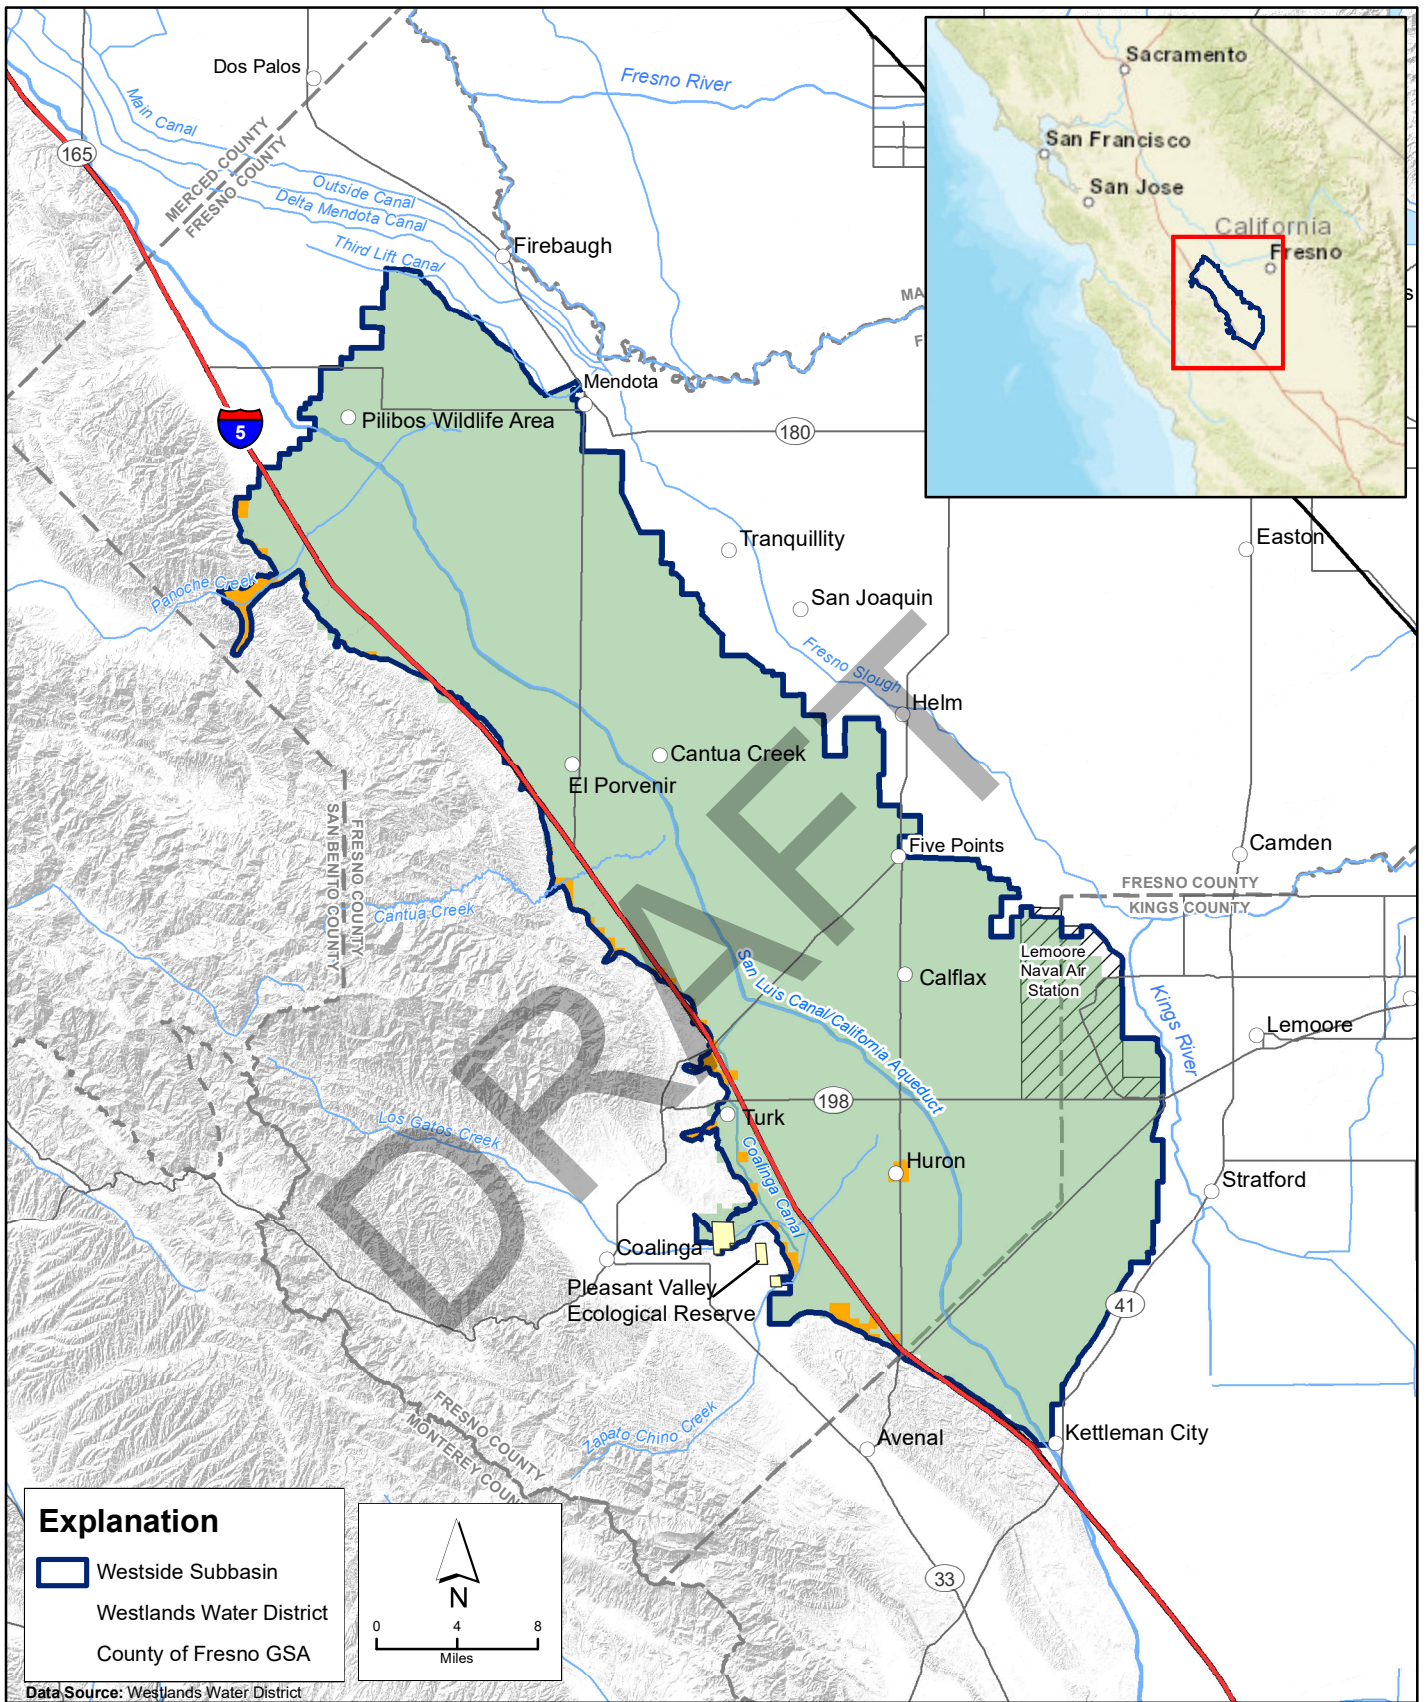 Dos Palos
Fresno River
Main Canal
165
MERCED COUNTY
FRESNO COUNTY
Outside Canal
Delta Mendota Canal
Third Lift Canal
Firebaugh
Sacramento
San Francisco
San Jose
California
Fresno
MA
F
s
Mendota
Pilibos Wildlife Area
5
180
Tranquillity
Easton
Panoche Creek
San Joaquin
Fresno Slough
Helm
Cantua Creek
El Porvenir
FRESNO COUNTY
SAN BENITO COUNTY
Five Points
Camden
FRESNO COUNTY
KINGS COUNTY
Cantua Creek
Lemoore
Naval Air
Station
San Luis Canal/California Aqueduct
Calflax
Kings River
Lemoore
DRAFT
198
Los Gatos Creek
Turk
Coalinga Canal
Huron
Stratford
Coalinga
Pleasant Valley
Ecological Reserve
41
FRESNO COUNTY
MONTEREY COUN
Zapato Chino Creek
Avenal
Kettleman City
33
Explanation
Westside Subbasin
Westlands Water District
County of Fresno GSA
N
0 4 8
Miles
Data Source: Westlands Water District